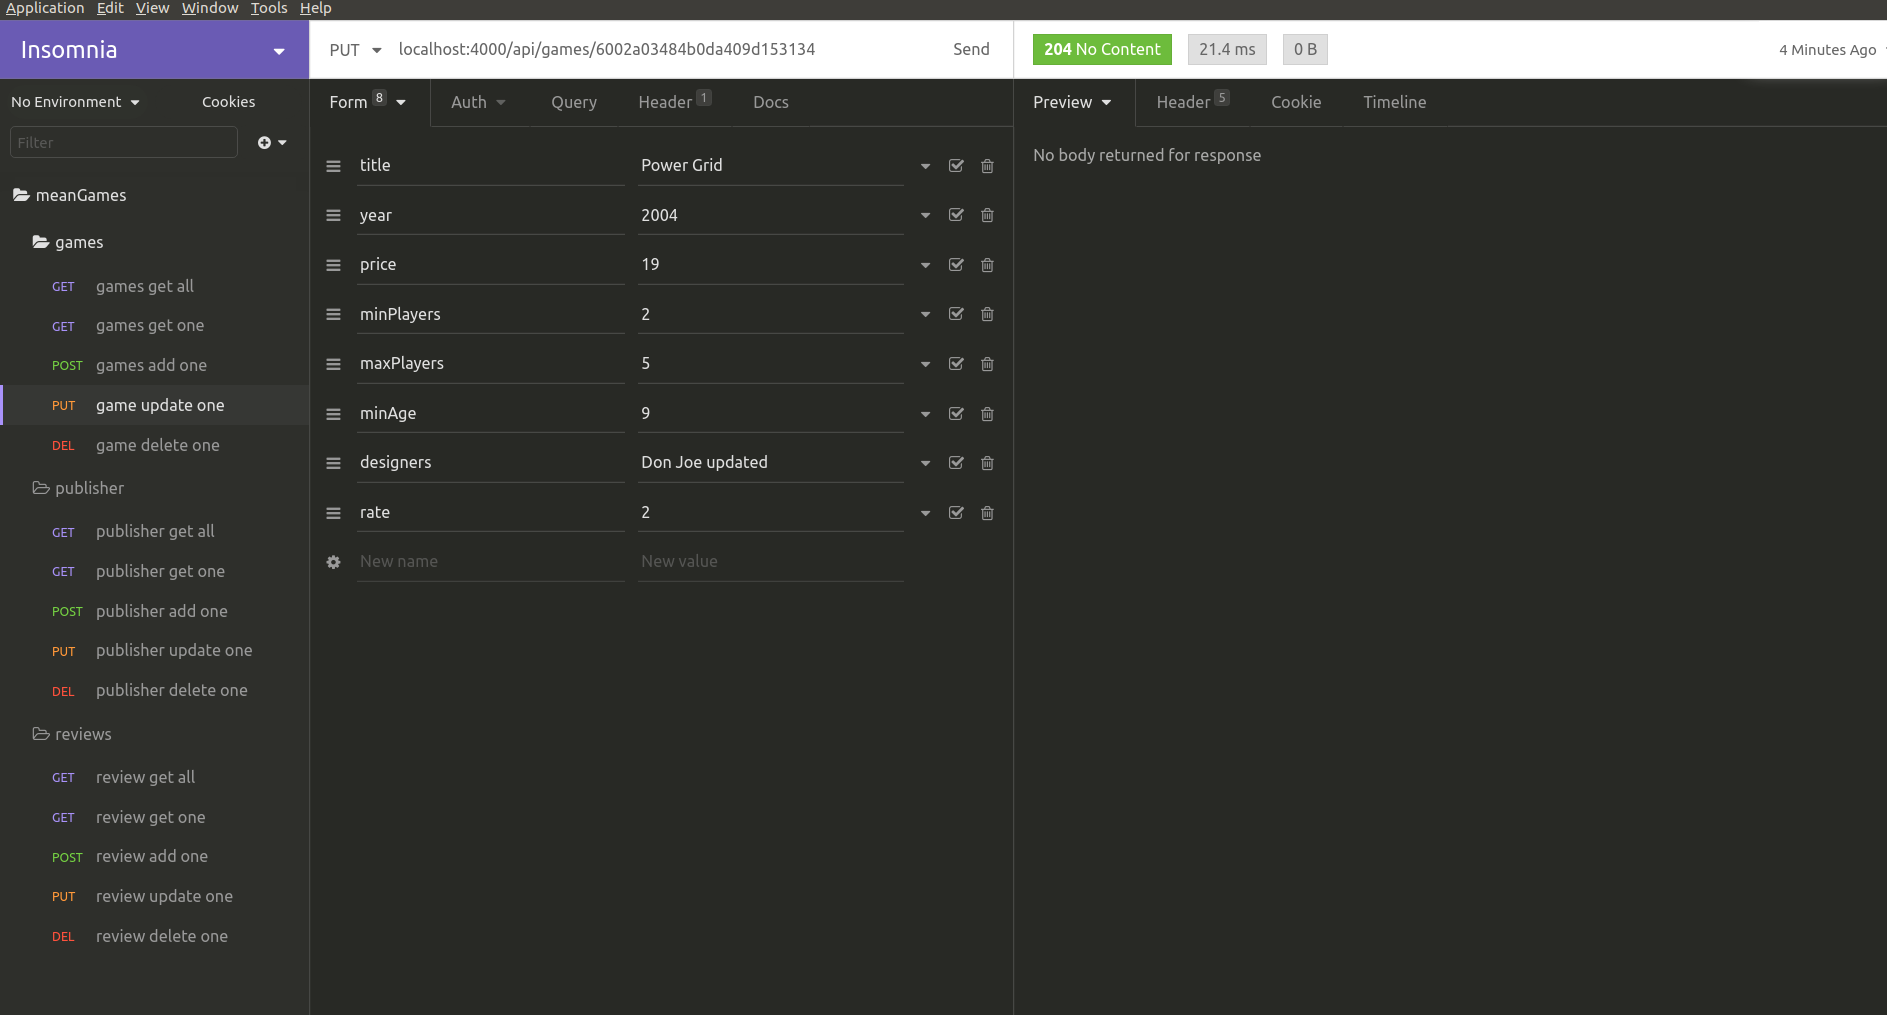 Application Edit View Window Tools Help
Insomnia
PUT localhost:4000/api/games/6002a03484b0da409d153134 Send
204 No Content 21.4 ms 0 B 4 Minutes Ago
No Environment Cookies
Form 8 Auth Query Header 1 Docs
Preview Header 5 Cookie Timeline
Filter
No body returned for response
meanGames
games
GET games get all
GET games get one
POST games add one
PUT game update one
DEL game delete one
publisher
GET publisher get all
GET publisher get one
POST publisher add one
PUT publisher update one
DEL publisher delete one
reviews
GET review get all
GET review get one
POST review add one
PUT review update one
DEL review delete one
title Power Grid
year 2004
price 19
minPlayers 2
maxPlayers 5
minAge 9
designers Don Joe updated
rate 2
New name New value